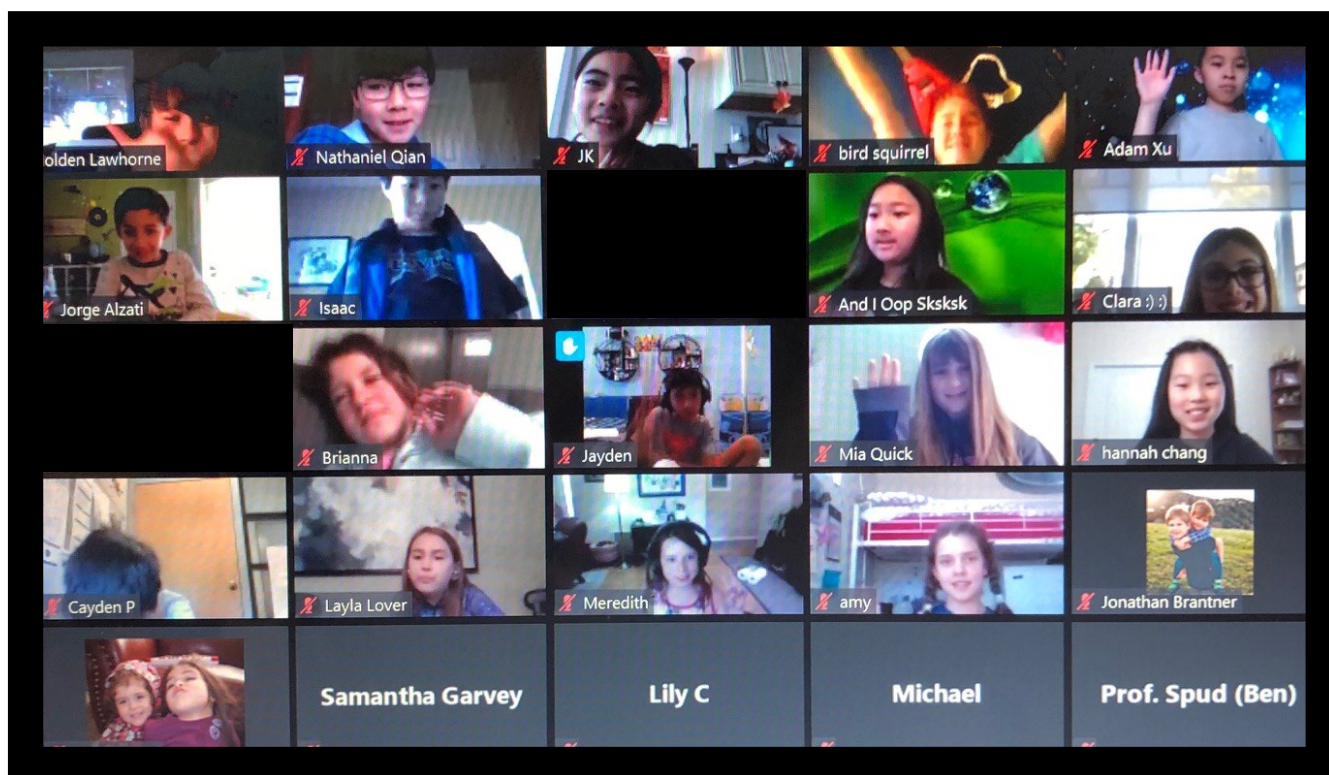 olden Lawhorne
Nathaniel Qian
JK
bird squirrel
Adam Xu
Jorge Alzati
Isaac
And I Oop Sksksk
Clara :) :)
Brianna
Jayden
Mia Quick
hannah chang
Cayden P
Layla Lover
Meredith
amy
Jonathan Brantner
Samantha Garvey
Lily C
Michael
Prof. Spud (Ben)